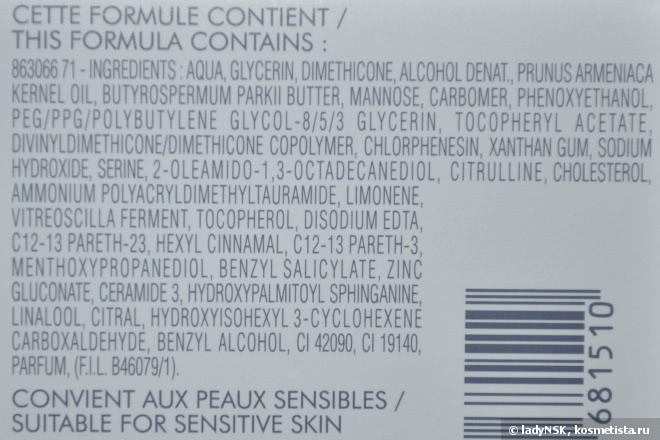 CETTE FORMULE CONTIENT /
THIS FORMULA CONTAINS :
863066 71 - INGREDIENTS : AQUA, GLYCERIN, DIMETHICONE, ALCOHOL DENAT., PRUNUS ARMENIACA
KERNEL OIL, BUTYROSPERMUM PARKII BUTTER, MANNOSE, CARBOMER, PHENOXYETHANOL,
PEG/PPG/POLYBUTYLENE GLYCOL-8/5/3 GLYCERIN, TOCOPHERYL ACETATE,
DIVINYLDIMETHICONE/DIMETHICONE COPOLYMER, CHLORPHENESIN, XANTHAN GUM, SODIUM
HYDROXIDE, SERINE, 2-OLEAMIDO-1,3-OCTADECANEDIOL, CITRULLINE, CHOLESTEROL,
AMMONIUM POLYACRYLDIMETHYLTAURAMIDE, LIMONENE,
VITREOSCILLA FERMENT, TOCOPHEROL, DISODIUM EDTA,
C12-13 PARETH-23, HEXYL CINNAMAL, C12-13 PARETH-3,
MENTHOXYPROPANEDIOL, BENZYL SALICYLATE, ZINC
GLUCONATE, CERAMIDE 3, HYDROXYPALMITOYL SPHINGANINE,
LINALOOL, CITRAL, HYDROXYISOHEXYL 3-CYCLOHEXENE
CARBOXALDEHYDE, BENZYL ALCOHOL, CI 42090, CI 19140,
PARFUM, (F.I.L. B46079/1).
CONVIENT AUX PEAUX SENSIBLES /
SUITABLE FOR SENSITIVE SKIN
681510
© ladyNSK, kosmetista.ru